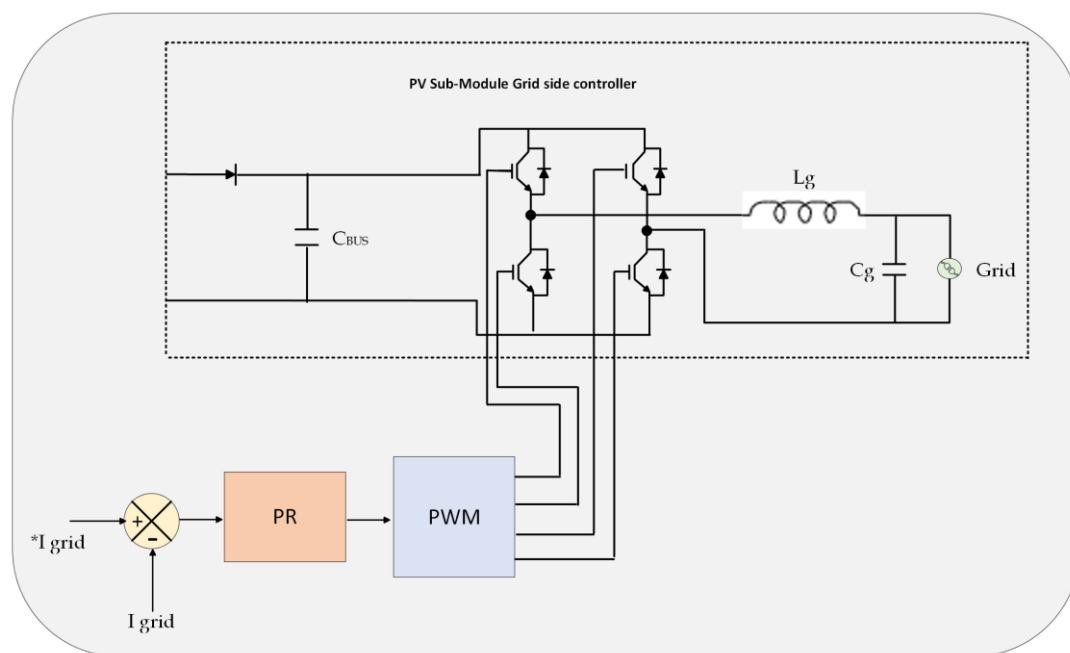 PV Sub-Module Grid side controller
Lg
CBUS
Cg
Grid
PR
PWM
+
-
*I grid
I grid